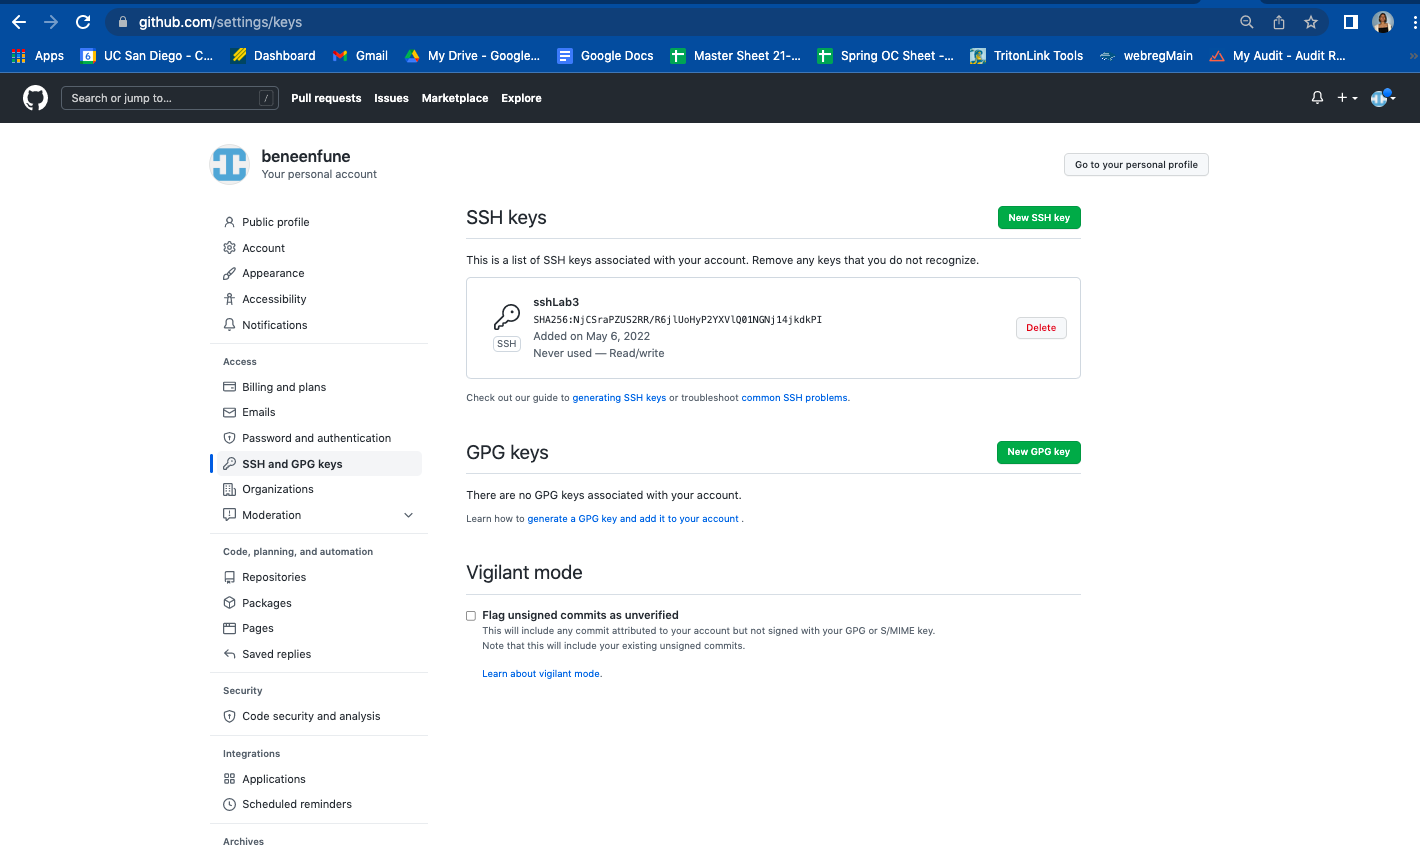 github.com/settings/keys
Apps
6
UC San Diego - C...
Dashboard
Gmail
My Drive - Google...
Google Docs
Master Sheet 21-...
Spring OC Sheet -...
TritonLink Tools
webregMain
My Audit - Audit R...
»
Search or jump to...
/
Pull requests
Issues
Marketplace
Explore
beneenfune
Your personal account
Go to your personal profile
Public profile
Account
Appearance
Accessibility
Notifications
Access
Billing and plans
Emails
Password and authentication
SSH and GPG keys
Organizations
Moderation
Code, planning, and automation
Repositories
Packages
Pages
Saved replies
Security
Code security and analysis
Integrations
Applications
Scheduled reminders
Archives
SSH keys
New SSH key
This is a list of SSH keys associated with your account. Remove any keys that you do not recognize.
SSH
sshLab3
SHA256:NjCSraPZUS2RR/R6jlUoHyP2YXVlQ01NGNj14jkdkPI
Added on May 6, 2022
Never used — Read/write
Delete
Check out our guide to generating SSH keys or troubleshoot common SSH problems.
GPG keys
New GPG key
There are no GPG keys associated with your account.
Learn how to generate a GPG key and add it to your account .
Vigilant mode
Flag unsigned commits as unverified
This will include any commit attributed to your account but not signed with your GPG or S/MIME key.
Note that this will include your existing unsigned commits.
Learn about vigilant mode.